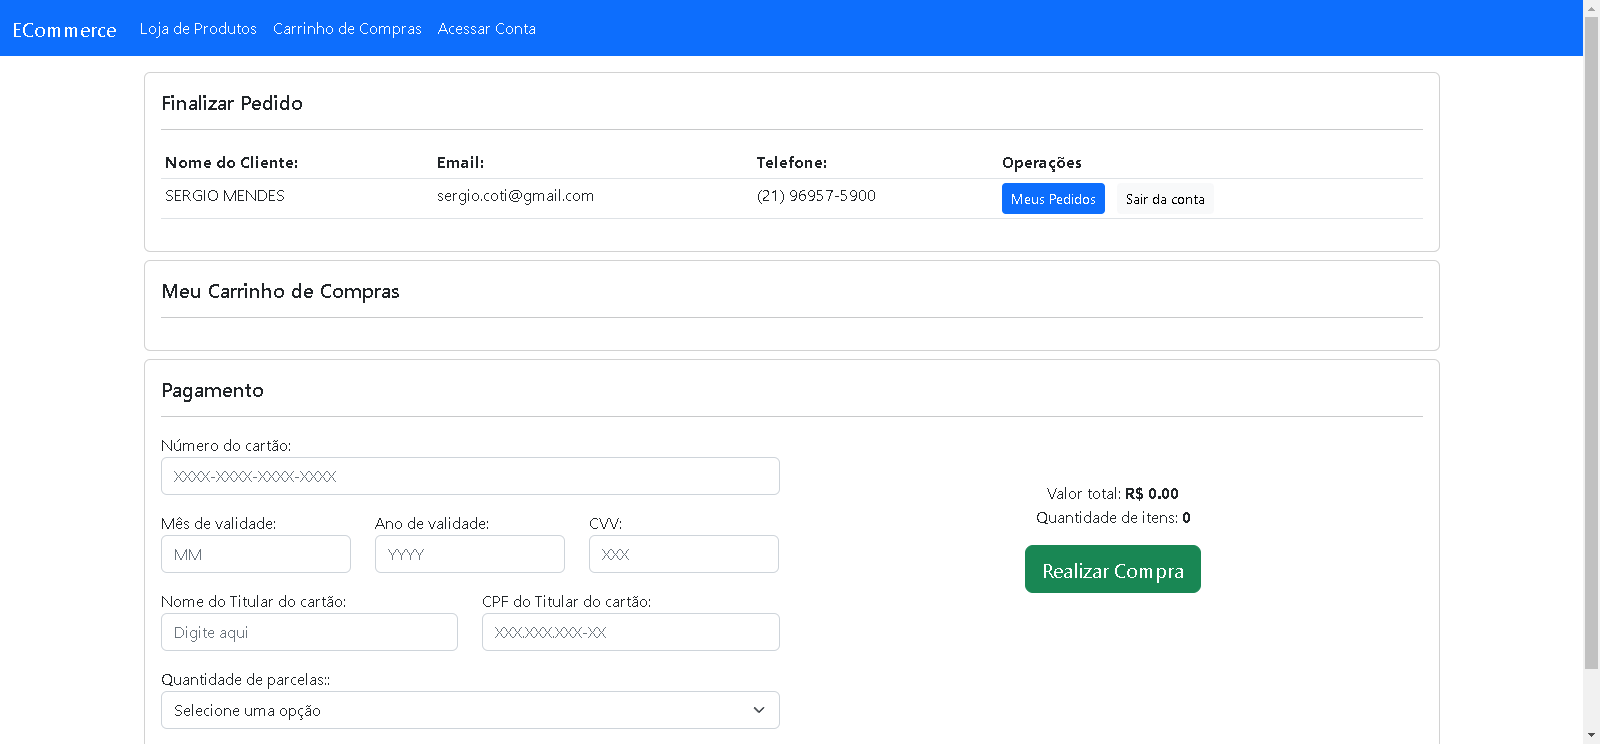 ECommerce Loja de Produtos Carrinho de Compras Acessar Conta
Finalizar Pedido
Nome do Cliente: Email: Telefone: Operações
SERGIO MENDES sergio.coti@gmail.com (21) 96957-5900 Meus Pedidos Sair da conta
Meu Carrinho de Compras
Pagamento
Número do cartão:
XXXX-XXXX-XXXX-XXXX
Mês de validade: Ano de validade: CVV:
MM YYYY XXX
Nome do Titular do cartão: CPF do Titular do cartão:
Digite aqui XXX.XXX.XXX-XX
Quantidade de parcelas::
Selecione uma opção
Valor total: R$ 0.00
Quantidade de itens: 0
Realizar Compra